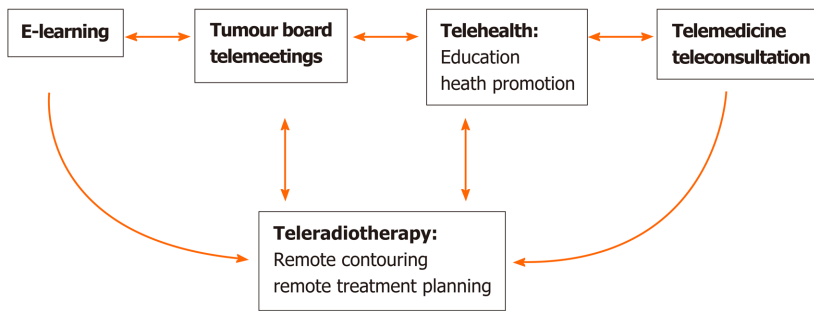 E-learning
Tumour board
telemeetings
Telehealth:
Education
heath promotion
Telemedicine
teleconsultation
Teleradiotherapy:
Remote contouring
remote treatment planning